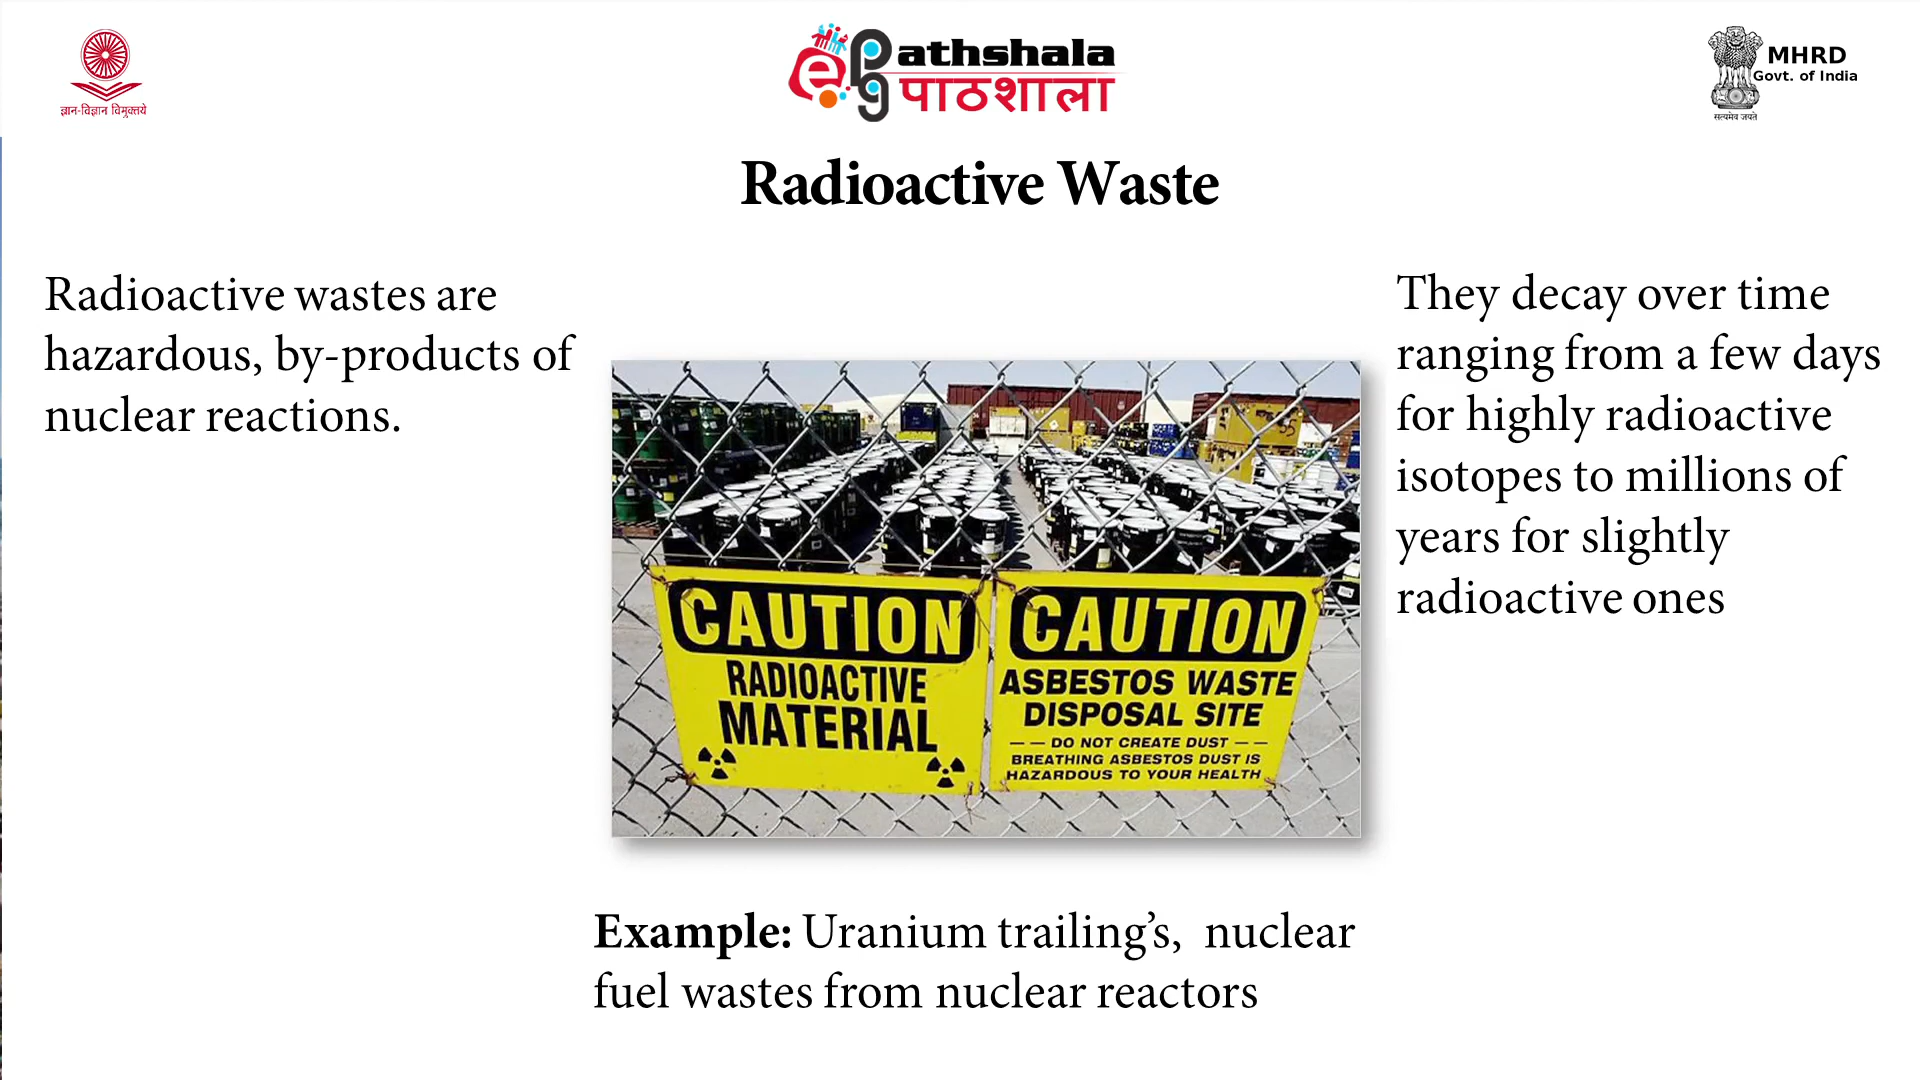 ज्ञान-विज्ञान विमुक्तये
e Pg athshala
पाठशाला
MHRD
Govt. of India
सत्यमेव जयते
Radioactive Waste
Radioactive wastes are
hazardous, by-products of
nuclear reactions.
CAUTION
RADIOACTIVE
MATERIAL
CAUTION
ASBESTOS WASTE
DISPOSAL SITE
— — DO NOT CREATE DUST — —
BREATHING ASBESTOS DUST IS
HAZARDOUS TO YOUR HEALTH
They decay over time
ranging from a few days
for highly radioactive
isotopes to millions of
years for slightly
radioactive ones
Example: Uranium trailing’s, nuclear
fuel wastes from nuclear reactors